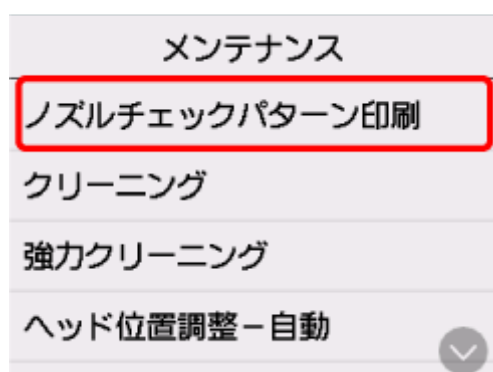 メンテナンス
ノズルチェックパターン印刷
クリーニング
強力クリーニング
ヘッド位置調整－自動